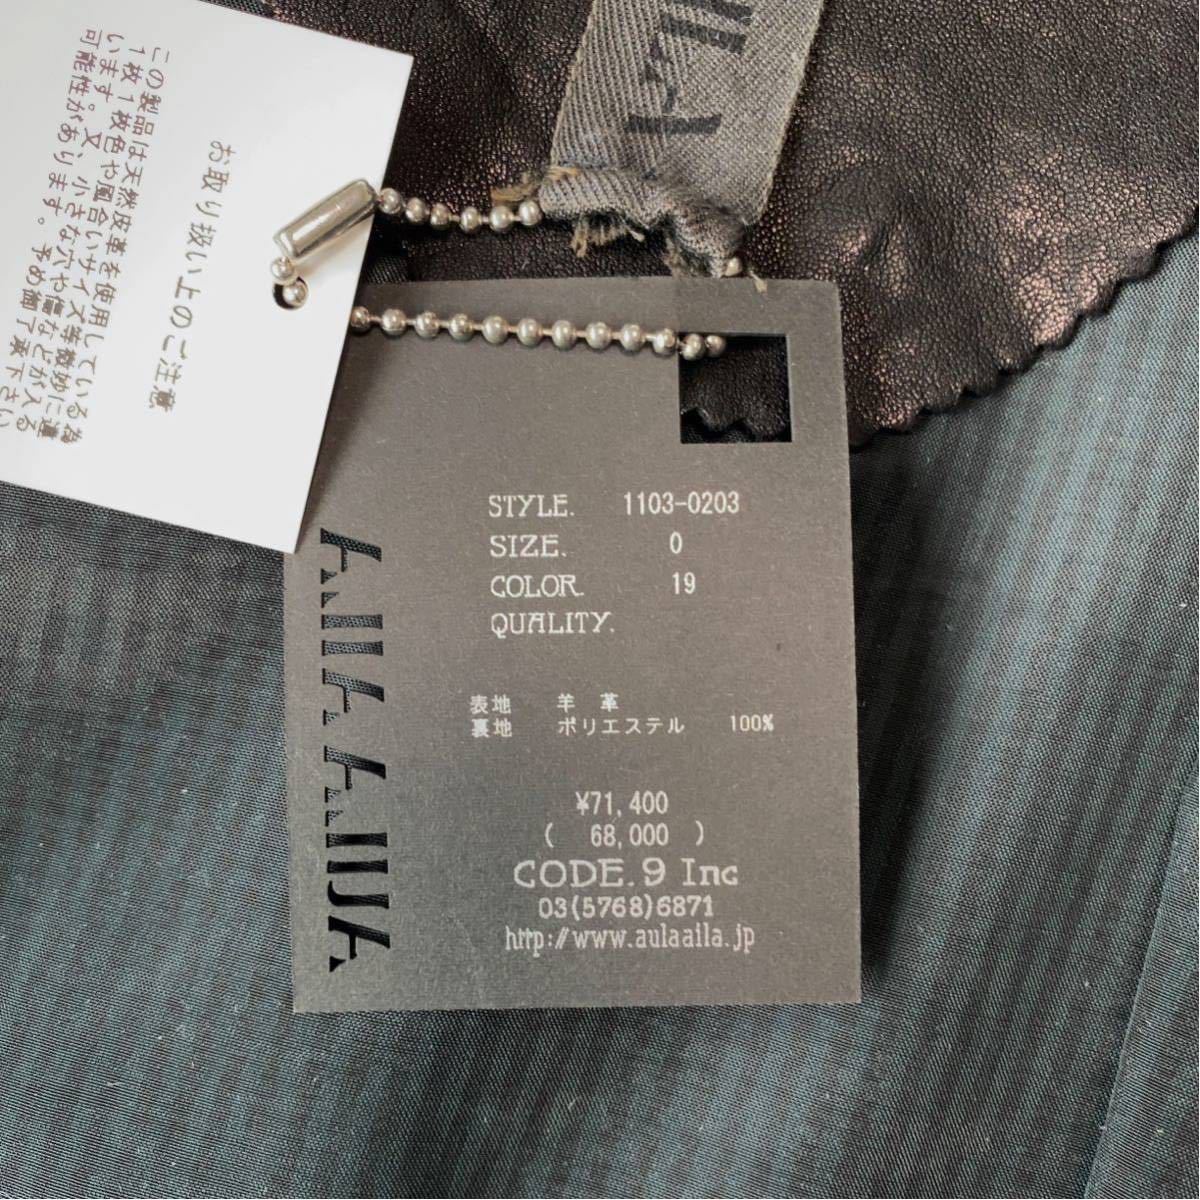 お取り扱い上のご注意
この製品は天然皮革を使用している為
1枚1枚色や風合いサイズ等微妙に違
います。又、小さな穴や傷などが入る
可能性があります。予め御了承下さい
STYLE. 1103-0203
SIZE. 0
COLOR. 19
QUALITY.
表地 羊革
裏地 ポリエステル 100%
¥71,400
( 68,000 )
CODE.9 Inc
03(5768)6871
http://www.aulaaila.jp
AULA AILA